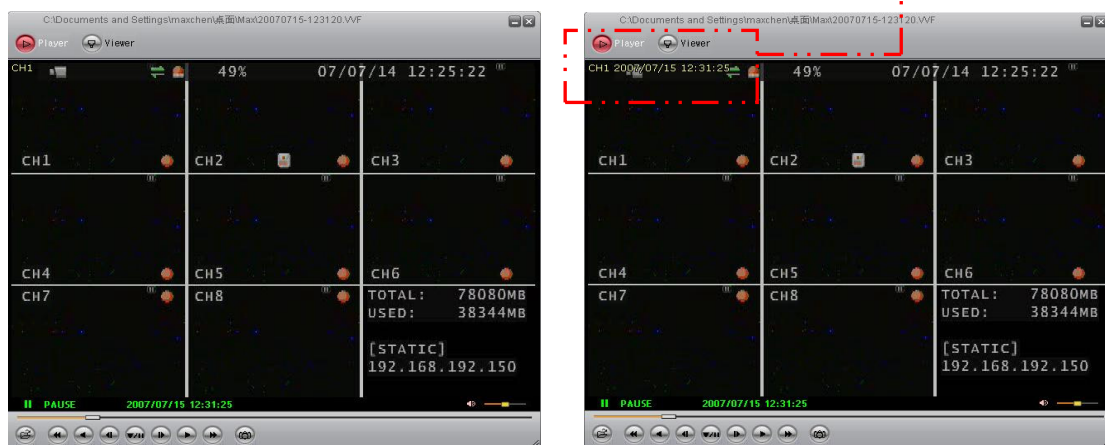 C:\Documents and Settings\maxchen\桌面\Max\20070715-123120.VVF
Player Viewer
CH1
49% 07/07/14 12:25:22
CH1 CH2 CH3
CH4 CH5 CH6
CH7 CH8
TOTAL: 78080MB
USED: 38344MB
[STATIC]
192.168.192.150
PAUSE 2007/07/15 12:31:25
C:\Documents and Settings\maxchen\桌面\Max\20070715-123120.VVF
Player Viewer
CH1 2007/07/15 12:31:25
49% 07/07/14 12:25:22
CH1 CH2 CH3
CH4 CH5 CH6
CH7 CH8
TOTAL: 78080MB
USED: 38344MB
[STATIC]
192.168.192.150
PAUSE 2007/07/15 12:31:25